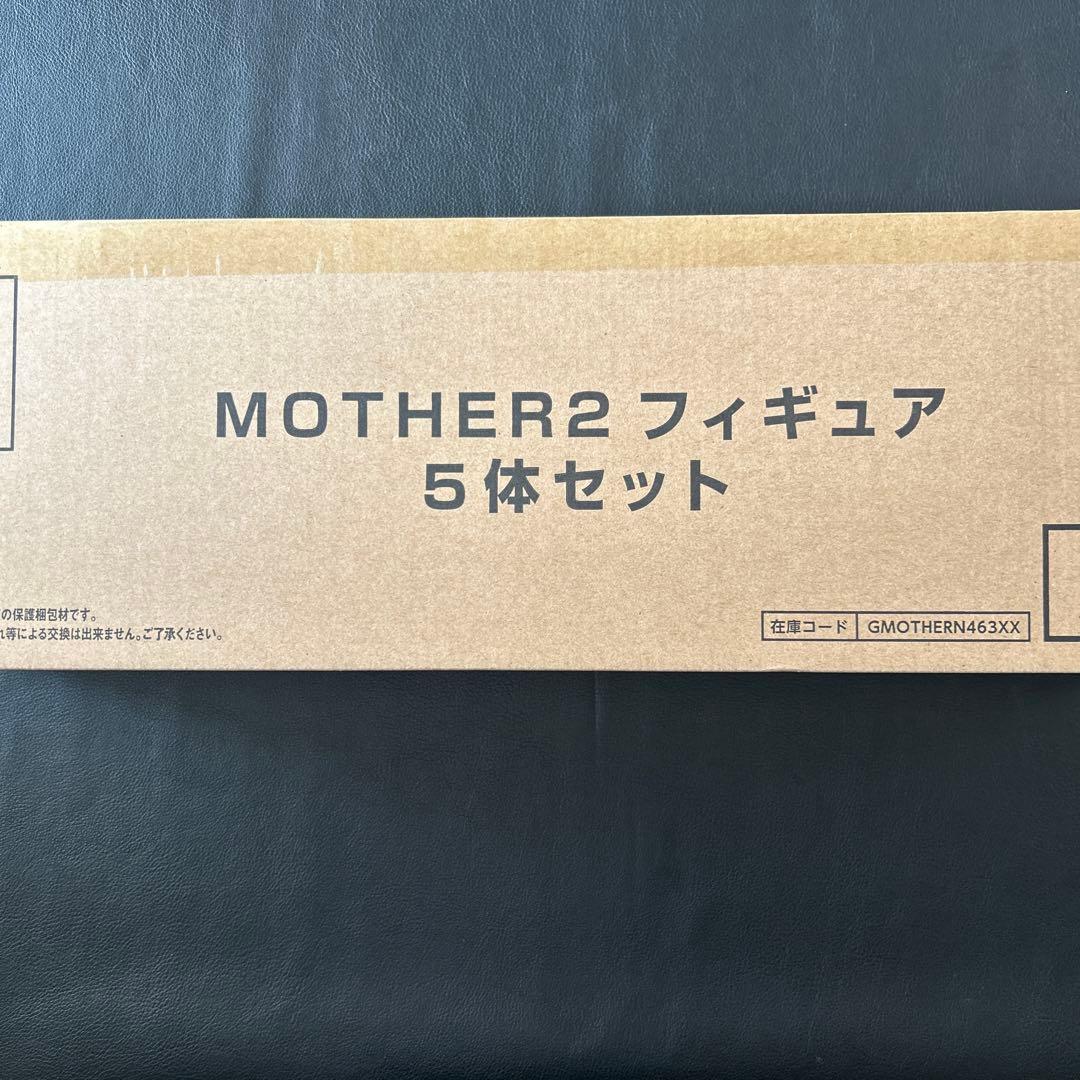 MOTHER2 フィギュア
5体セット
の保護梱包材です。
れ等による交換は出来ません。ご了承ください。
在庫コード GMOTHERN463XX